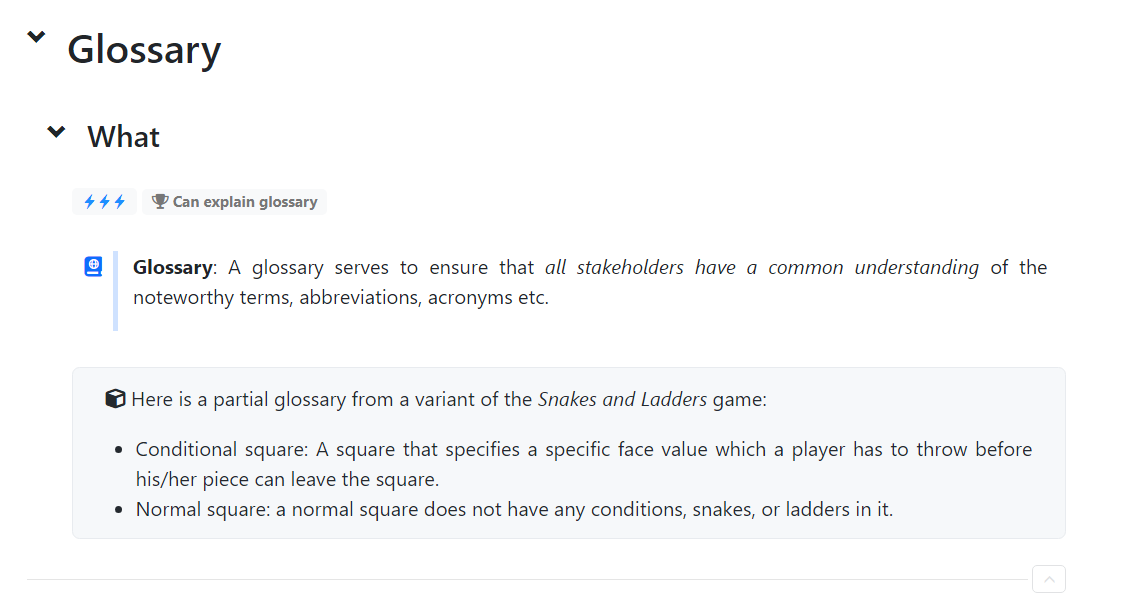 Glossary
What
Can explain glossary
Glossary: A glossary serves to ensure that all stakeholders have a common understanding of the
noteworthy terms, abbreviations, acronyms etc.
Here is a partial glossary from a variant of the Snakes and Ladders game:
• Conditional square: A square that specifies a specific face value which a player has to throw before
his/her piece can leave the square.
• Normal square: a normal square does not have any conditions, snakes, or ladders in it.